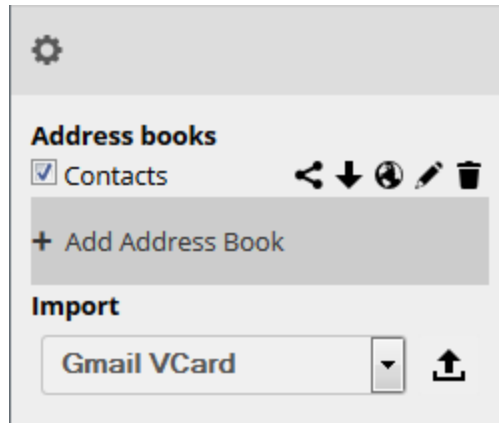 Address books
Contacts
+ Add Address Book
Import
Gmail VCard